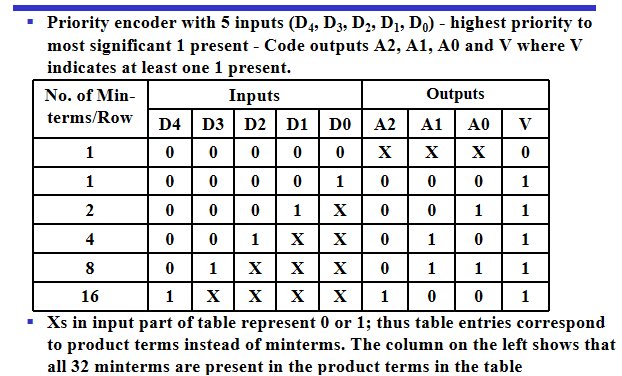 ▪ Priority encoder with 5 inputs (D4, D3, D2, D1, D0) - highest priority to
most significant 1 present - Code outputs A2, A1, A0 and V where V
indicates at least one 1 present.
No. of Min-terms/Row Inputs Outputs
D4 D3 D2 D1 D0 A2 A1 A0 V
1 0 0 0 0 0 X X X 0
1 0 0 0 0 1 0 0 0 1
2 0 0 0 1 X 0 0 1 1
4 0 0 1 X X 0 1 0 1
8 0 1 X X X 0 1 1 1
16 1 X X X X 1 0 0 1
▪ Xs in input part of table represent 0 or 1; thus table entries correspond
to product terms instead of minterms. The column on the left shows that
all 32 minterms are present in the product terms in the table